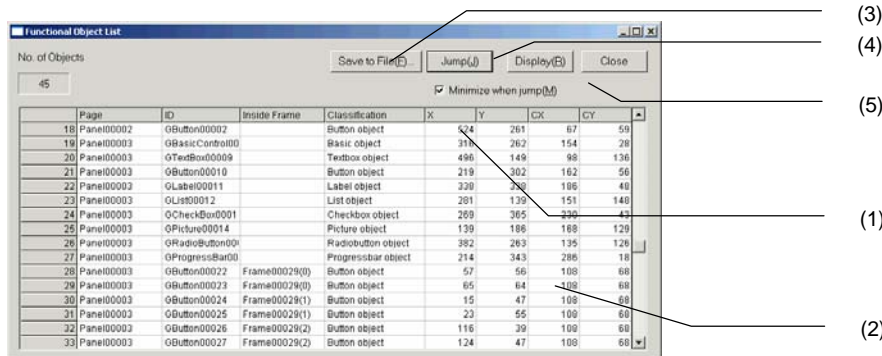 (3)
Functional Object List
(4)
No. of Objects
Save to File(F)...
Jump(J)
Display(R)
Close
45
Minimize when jump(M)
(5)
Page ID Inside Frame Classification X Y CX CY
18 Panel00002 GButton00002 Button object 524 261 67 59
19 Panel00003 GBasicControl00 Basic object 316 262 154 28
20 Panel00003 GTextBox00009 Textbox object 496 149 98 136
21 Panel00003 GButton00010 Button object 219 302 162 56
22 Panel00003 GLabel00011 Label object 338 338 186 48
23 Panel00003 GList00012 List object 281 139 151 148
24 Panel00003 GCheckBox0001 Checkbox object 269 365 230 43
(1)
25 Panel00003 GPicture00014 Picture object 139 186 168 129
26 Panel00003 GRadioButton00 Radiobutton object 382 263 135 126
27 Panel00003 GProgressBar00 Progressbar object 214 343 286 18
28 Panel00003 GButton00022 Frame00029(0) Button object 57 56 108 68
29 Panel00003 GButton00023 Frame00029(0) Button object 65 64 108 68
30 Panel00003 GButton00024 Frame00029(1) Button object 15 47 108 68
31 Panel00003 GButton00025 Frame00029(1) Button object 23 55 108 68
32 Panel00003 GButton00026 Frame00029(2) Button object 116 39 108 68
(2)
33 Panel00003 GButton00027 Frame00029(2) Button object 124 47 108 68